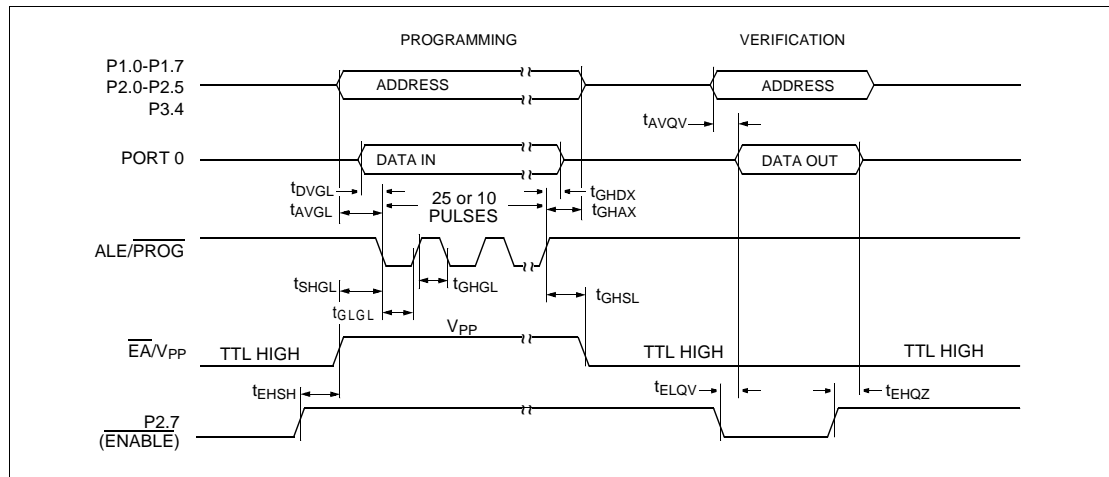 PROGRAMMING VERIFICATION
P1.0-P1.7
P2.0-P2.5
P3.4
ADDRESS ADDRESS
tAVQV
PORT 0 DATA IN DATA OUT
tDVGL tGHDX
tAVGL 25 or 10 PULSES tGHAX
ALE/PROG
tSHGL tGHGL tGHSL
tGLGL
VPP
EA/VPP TTL HIGH TTL HIGH TTL HIGH
tEHSH tELQV tEHQZ
P2.7
(ENABLE)